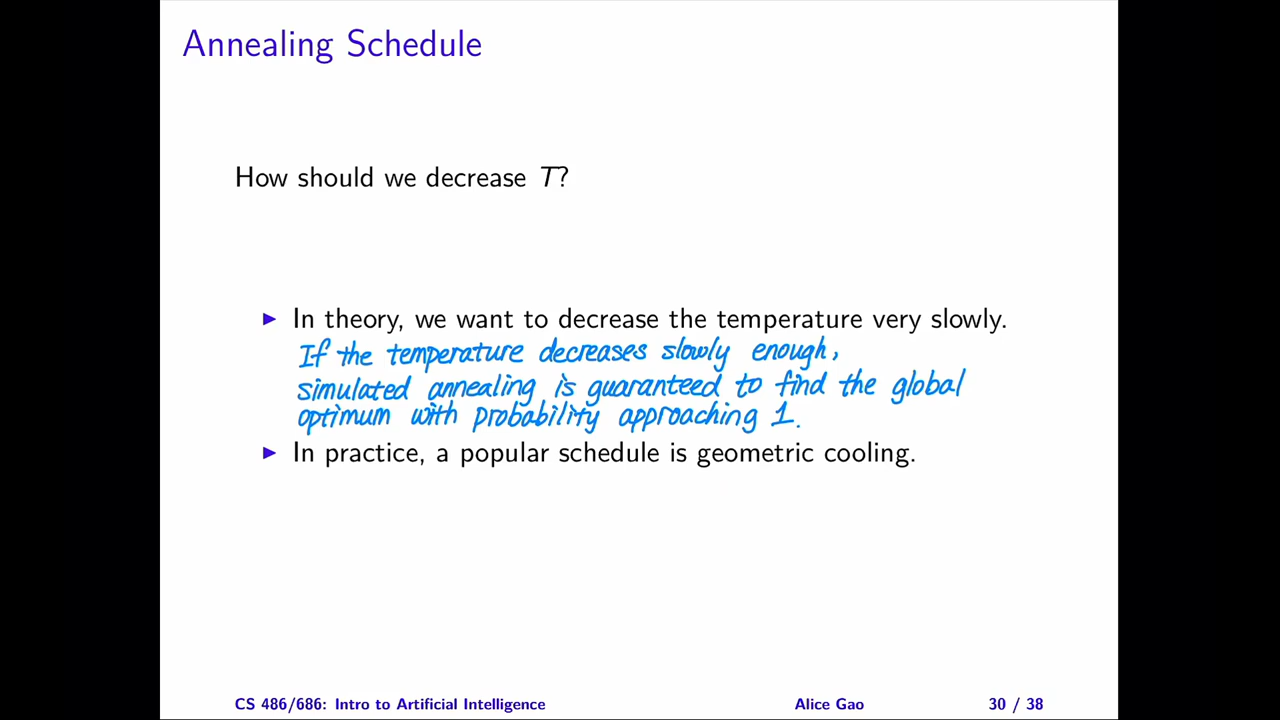 Annealing Schedule
How should we decrease T?
▶ In theory, we want to decrease the temperature very slowly.
If the temperature decreases slowly enough,
simulated annealing is guaranteed to find the global
optimum with probability approaching 1.
▶ In practice, a popular schedule is geometric cooling.
CS 486/686: Intro to Artificial Intelligence Alice Gao 30 / 38